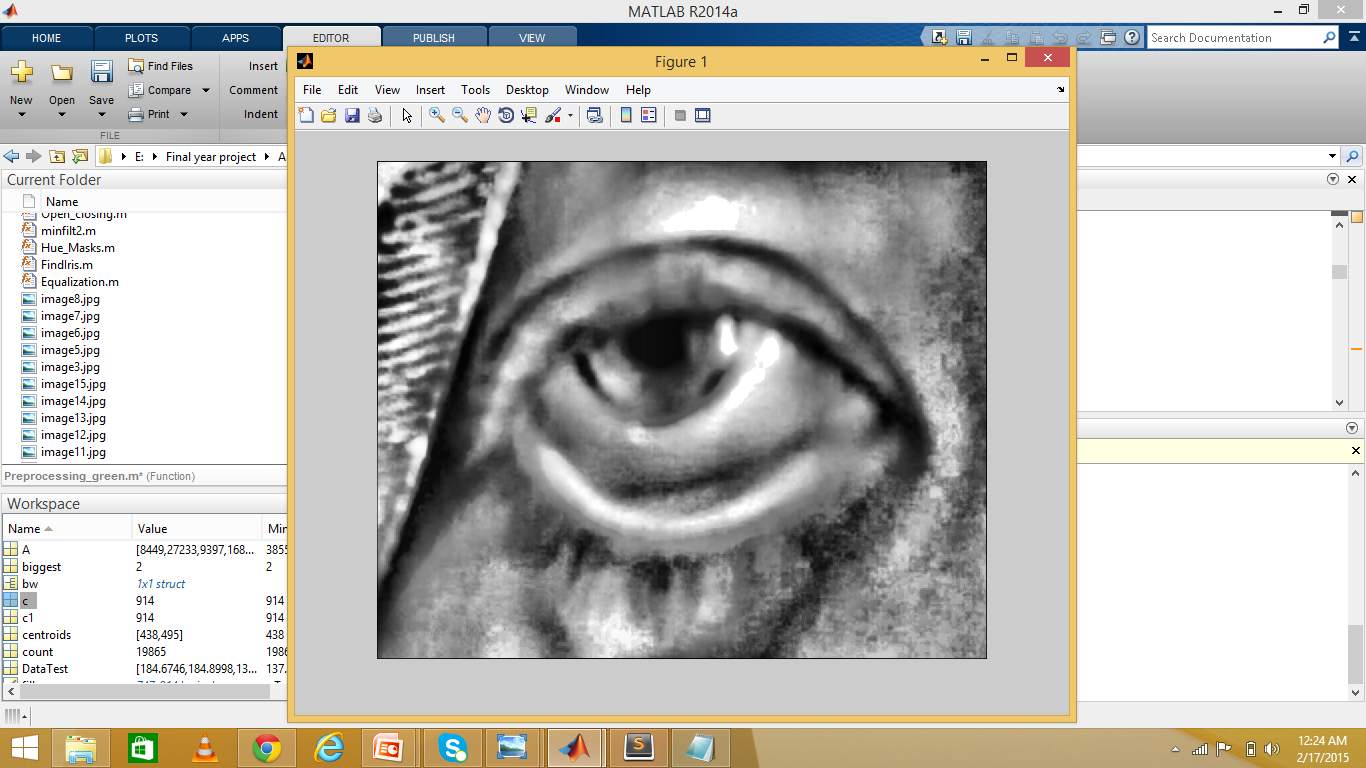 MATLAB R2014a
HOME PLOTS APPS EDITOR PUBLISH VIEW
Search Documentation
New Open Save
Find Files
Compare
Print
Insert
Comment
Indent
FILE
E: Final year project A
Current Folder
Name
Open_closing.m
minfilt2.m
Hue_Masks.m
FindIris.m
Equalization.m
image8.jpg
image7.jpg
image6.jpg
image5.jpg
image3.jpg
image15.jpg
image14.jpg
image13.jpg
image12.jpg
image11.jpg
Preprocessing_green.m* (Function)
Workspace
Name Value Min
A [8449,27233,9397,168... 3855
biggest 2 2
bw 1x1 struct
c 914 914
c1 914 914
centroids [438,495] 438
count 19865 1986
DataTest [184.6746,184.8998,13... 137.
Figure 1
File Edit View Insert Tools Desktop Window Help
12:24 AM
2/17/2015